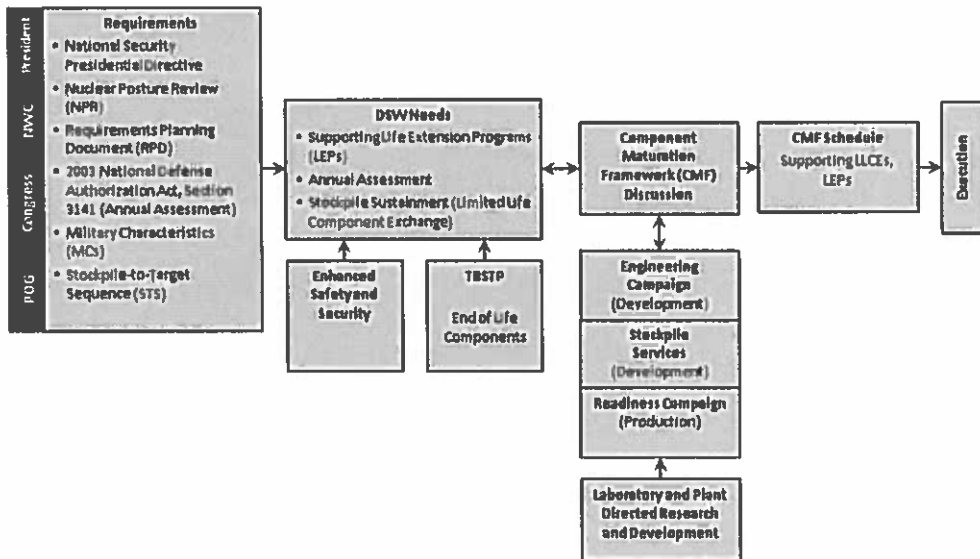 President
NWC
Congress
POG
Requirements
• National Security
Presidential Directive
• Nuclear Posture Review
(NPR)
• Requirements Planning
Document (RPD)
• 2003 National Defense
Authorization Act, Section
3141 (Annual Assessment)
• Military Characteristics
(MCs)
• Stockpile-to-Target
Sequence (STS)
DSW Needs
• Supporting Life Extension Programs
(LEPs)
• Annual Assessment
• Stockpile Sustainment (Limited Life
Component Exchange)
Enhanced
Safety and
Security
TBSTP
End of Life
Components
Component
Maturation
Framework (CMF)
Discussion
Engineering
Campaign
(Development)
Stockpile
Services
(Development)
Readiness Campaign
(Production)
Laboratory and Plant
Directed Research
and Development
CMF Schedule
Supporting LLCEs,
LEPs
Execution